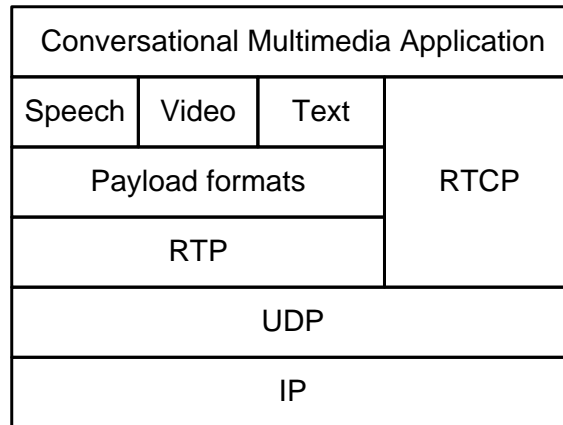 Conversational Multimedia Application
Speech Video Text
Payload formats RTCP
RTP
UDP
IP